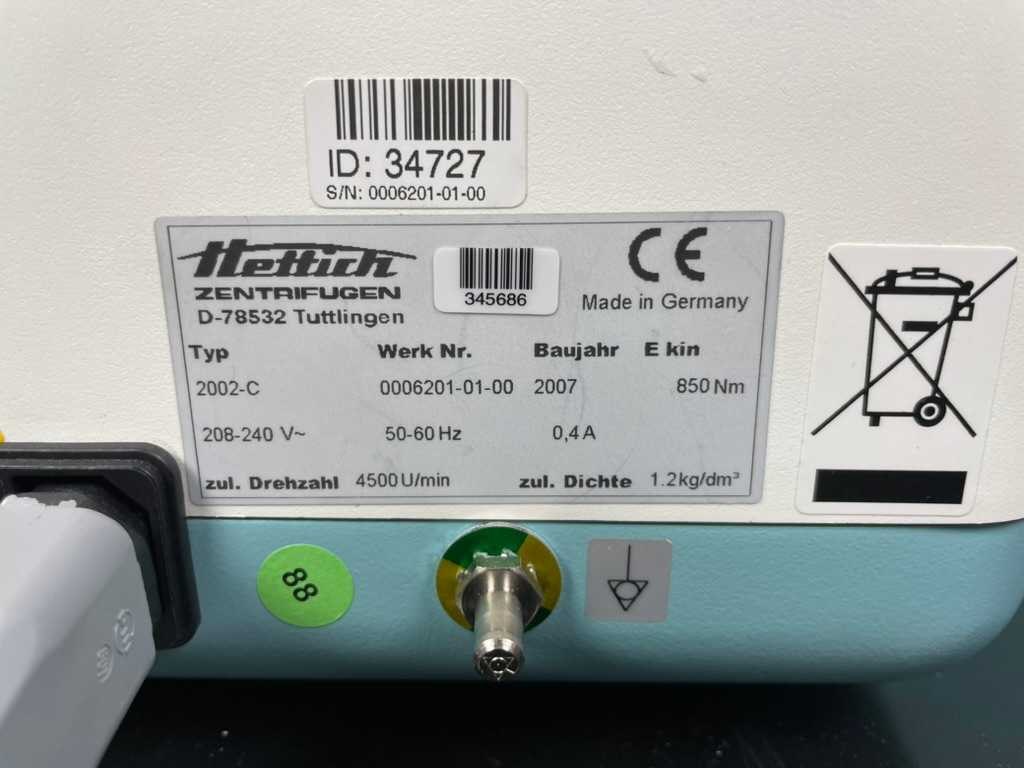 ID: 34727
S/N: 0006201-01-00
Hettich
ZENTRIFUGEN
D-78532 Tuttlingen
345686
CE
Made in Germany
Typ Werk Nr. Baujahr E kin
2002-C 0006201-01-00 2007 850 Nm
208-240 V~ 50-60 Hz 0,4 A
zul. Drehzahl 4500 U/min zul. Dichte 1.2kg/dm³
88